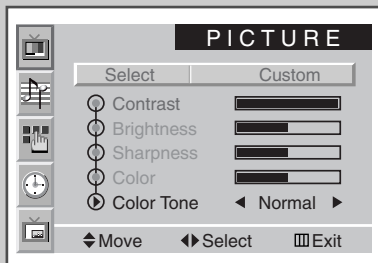 PICTURE
Select Custom
Contrast
Brightness
Sharpness
Color
Color Tone Normal
Move Select Exit